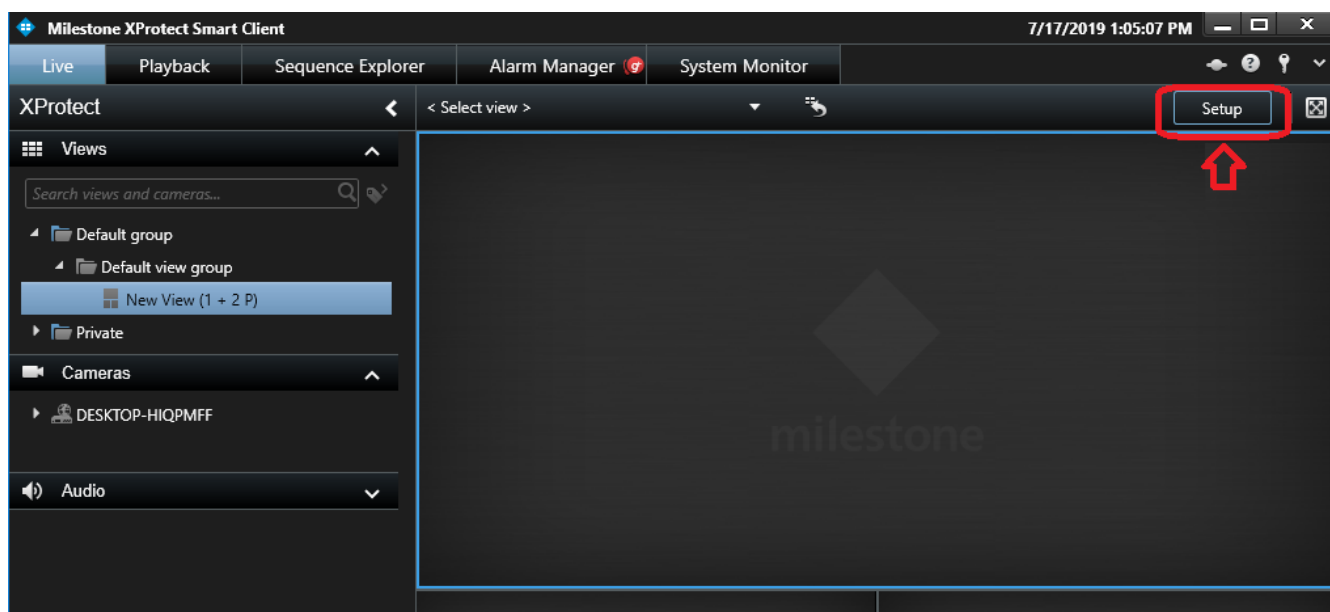 Milestone XProtect Smart Client
7/17/2019 1:05:07 PM
Live
Playback
Sequence Explorer
Alarm Manager
System Monitor
XProtect
< Select view >
Setup
Views
Search views and cameras...
Default group
Default view group
New View (1 + 2 P)
Private
Cameras
DESKTOP-HIQPMFF
milestone
Audio